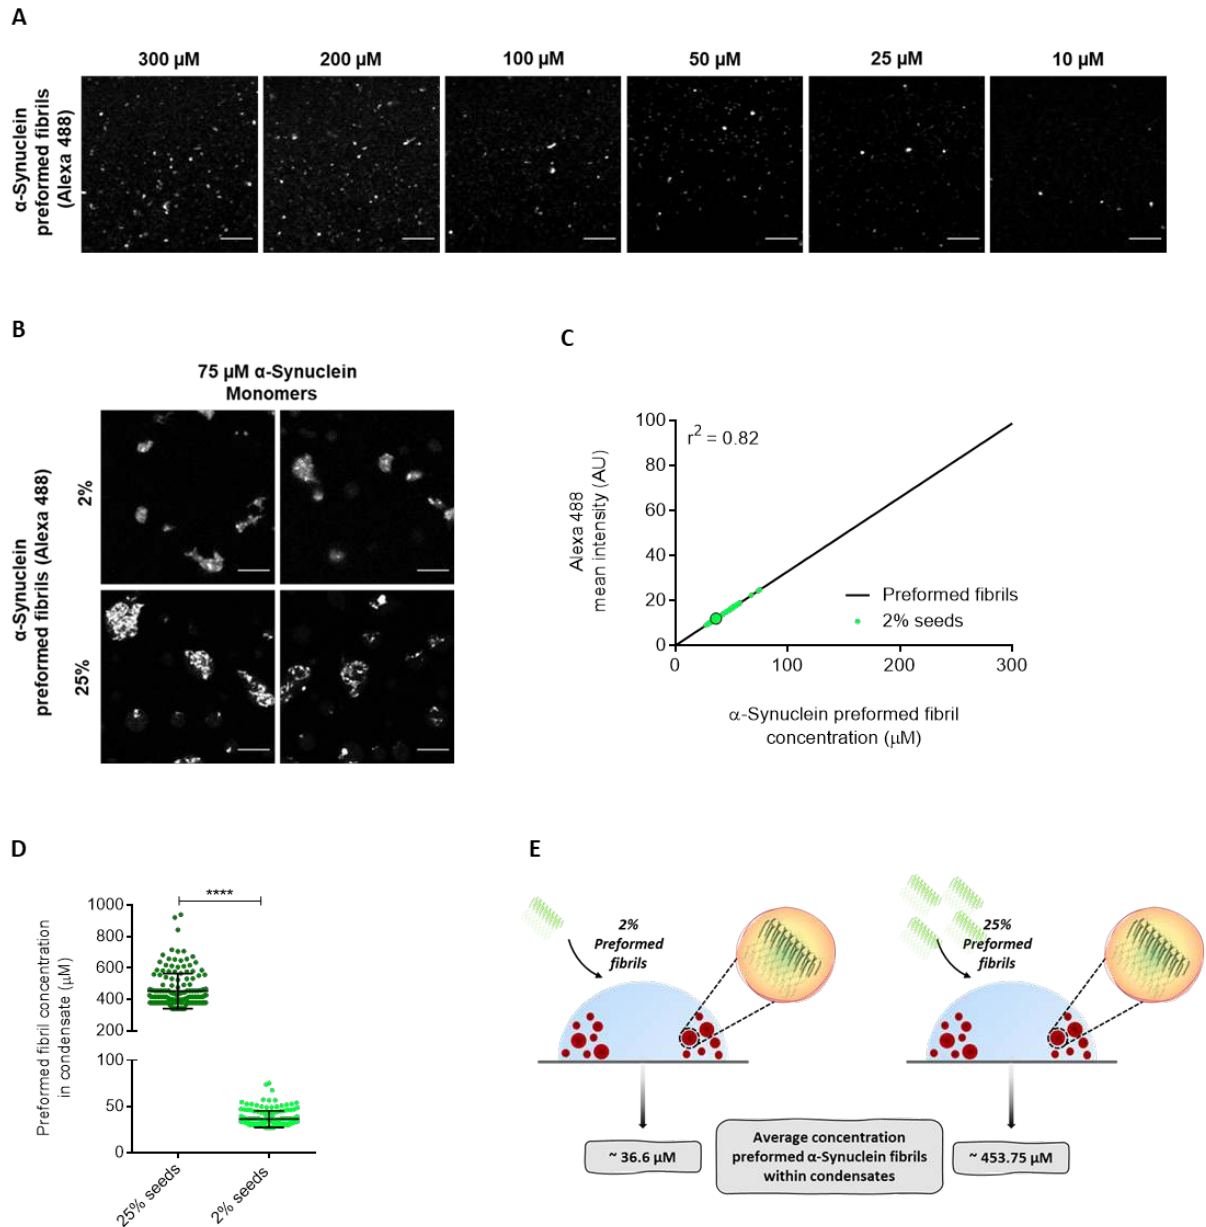 A
300 µM
200 µM
100 µM
50 µM
25 µM
10 µM
α-Synuclein
preformed fibrils
(Alexa 488)
B
75 µM α-Synuclein
Monomers
α-Synuclein
preformed fibrils (Alexa 488)
2%
25%
C
r² = 0.82
Alexa 488
mean intensity (AU)
100
80
60
40
20
0
Preformed fibrils
2% seeds
0
100
200
300
α-Synuclein preformed fibril
concentration (µM)
D
****
Preformed fibril concentration
in condensate (µM)
1000
800
600
400
200
100
50
0
25% seeds
2% seeds
E
2%
Preformed
fibrils
25%
Preformed
fibrils
~ 36.6 µM
Average concentration
preformed α-Synuclein fibrils
within condensates
~ 453.75 µM